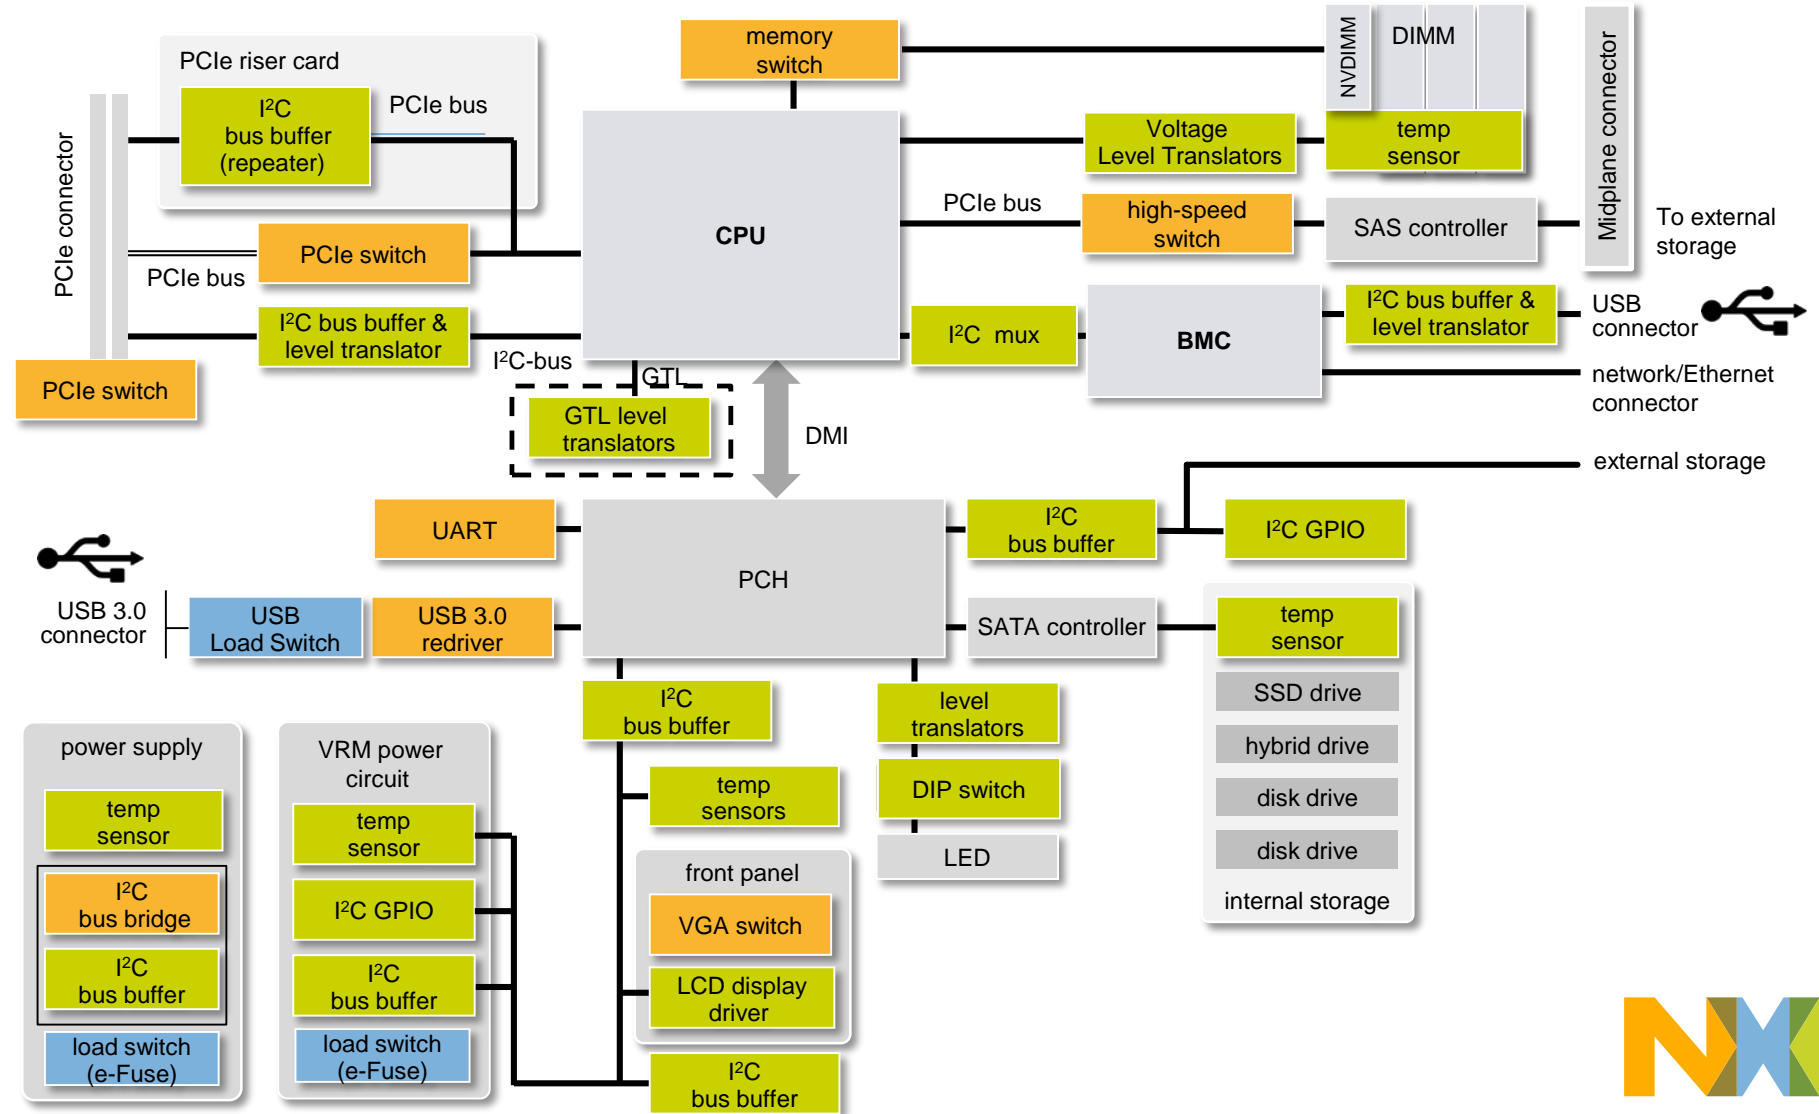 memory
switch
NVDIMM
DIMM
Midplane connector
PCIe riser card
I²C
bus buffer
(repeater)
PCIe bus
PCIe connector
Voltage
Level Translators
temp
sensor
CPU
PCIe bus
high-speed
switch
SAS controller
To external
storage
PCIe switch
PCIe bus
I²C bus buffer &
level translator
I²C-bus
PCIe switch
I²C mux
BMC
I²C bus buffer &
level translator
USB
connector
network/Ethernet
connector
GTL
GTL level
translators
DMI
external storage
UART
PCH
I²C
bus buffer
I²C GPIO
USB 3.0
connector
USB
Load Switch
USB 3.0
redriver
SATA controller
temp
sensor
SSD drive
hybrid drive
disk drive
disk drive
internal storage
I²C
bus buffer
level
translators
DIP switch
LED
temp
sensors
front panel
VGA switch
LCD display
driver
I²C
bus buffer
power supply
temp
sensor
I²C
bus bridge
I²C
bus buffer
load switch
(e-Fuse)
VRM power
circuit
temp
sensor
I²C GPIO
I²C
bus buffer
load switch
(e-Fuse)
NX